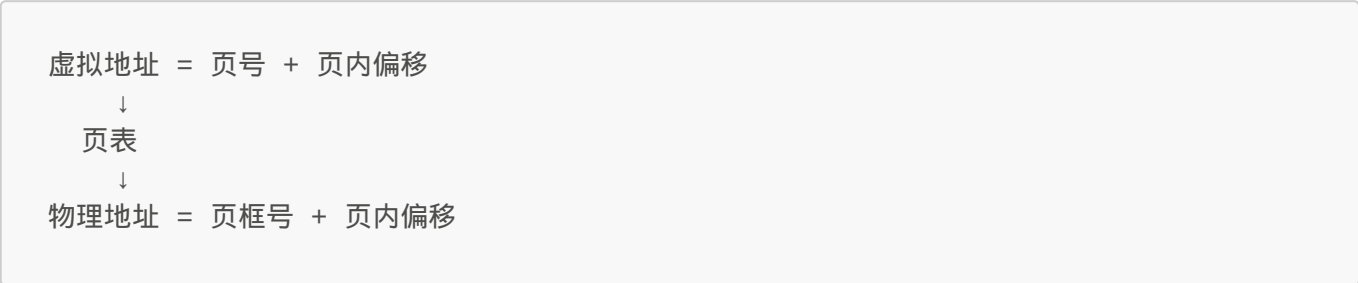 虚拟地址 = 页号 + 页内偏移
↓
页表
↓
物理地址 = 页框号 + 页内偏移